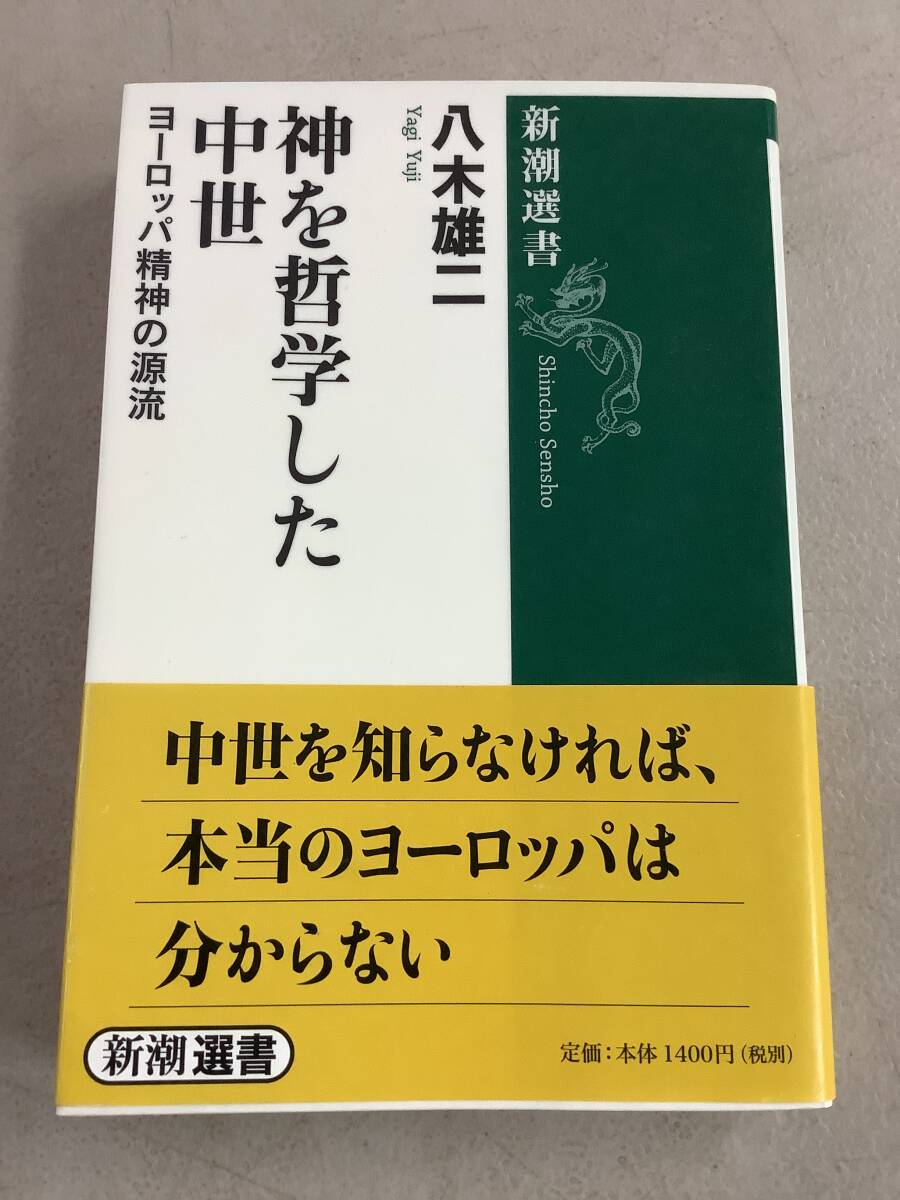 新潮選書
Shincho Sensho
八木雄二
Yagi Yuji
神を哲学した
中世
ヨーロッパ精神の源流
中世を知らなければ、
本当のヨーロッパは
分からない
新潮選書
定価：本体1400円（税別）